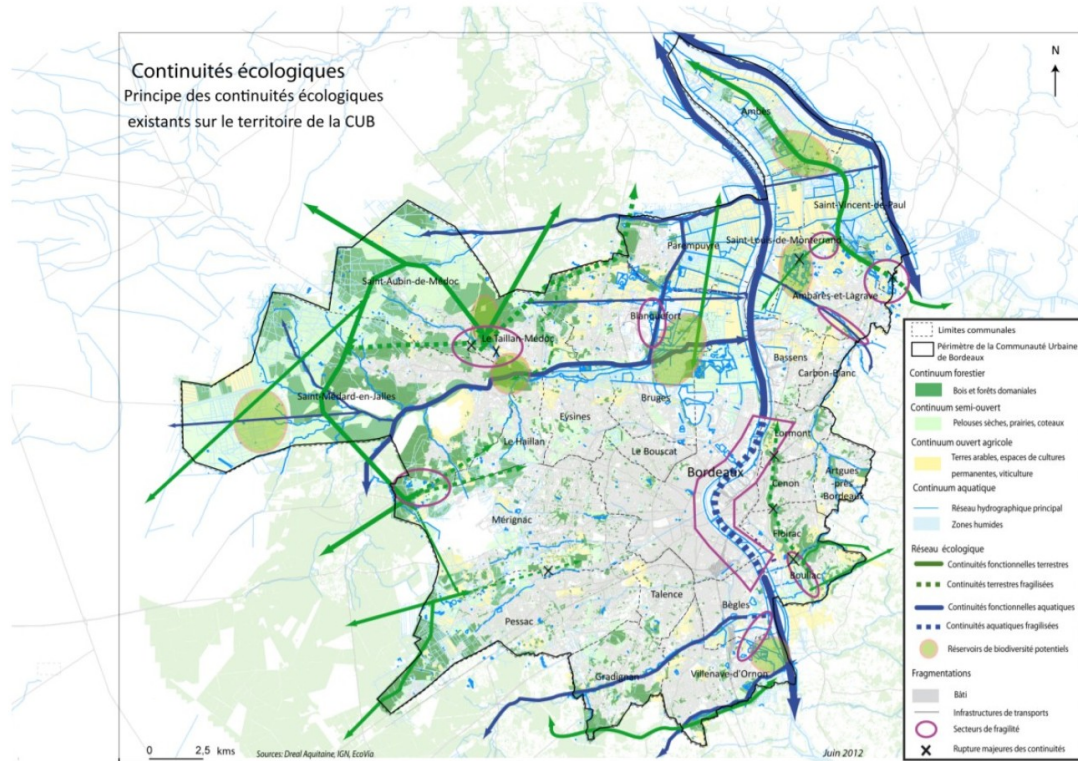 Continuités écologiques
Principe des continuités écologiques
existants sur le territoire de la CUB
N
Ambès
Saint-Vincent-de-Paul
Saint-Louis-de-Montferrand
Parempuyre
Saint-Aubin-de-Médoc
Ambarès-et-Lagrave
Blanquefort
Le Taillan-Médoc
Bassens
Carbon-Blanc
Saint-Médard-en-Jalles
Bruges
Eysines
Lormont
Le Haillan
Le Bouscat
Bordeaux
Cenon
Artgues
-près
-Bordeaux
Mérignac
Floirac
Bouliac
Talence
Bègles
Pessac
Gradignan
Villenave-d'Ornon
Limites communales
Périmètre de la Communauté Urbaine
de Bordeaux
Continuum forestier
Bois et forêts domaniales
Continuum semi-ouvert
Pelouses sèches, prairies, coteaux
Continuum ouvert agricole
Terres arables, espaces de cultures
permanentes, viticulture
Continuum aquatique
Réseau hydrographique principal
Zones humides
Réseau écologique
Continuités fonctionnelles terrestres
Continuités terrestres fragilisées
Continuités fonctionnelles aquatiques
Continuités aquatiques fragilisées
Réservoirs de biodiversité potentiels
Fragmentations
Bâti
Infrastructures de transports
Secteurs de fragilité
Rupture majeures des continuités
0 2,5 kms
Sources: Dreal Aquitaine, IGN, EcoVia
Juin 2012